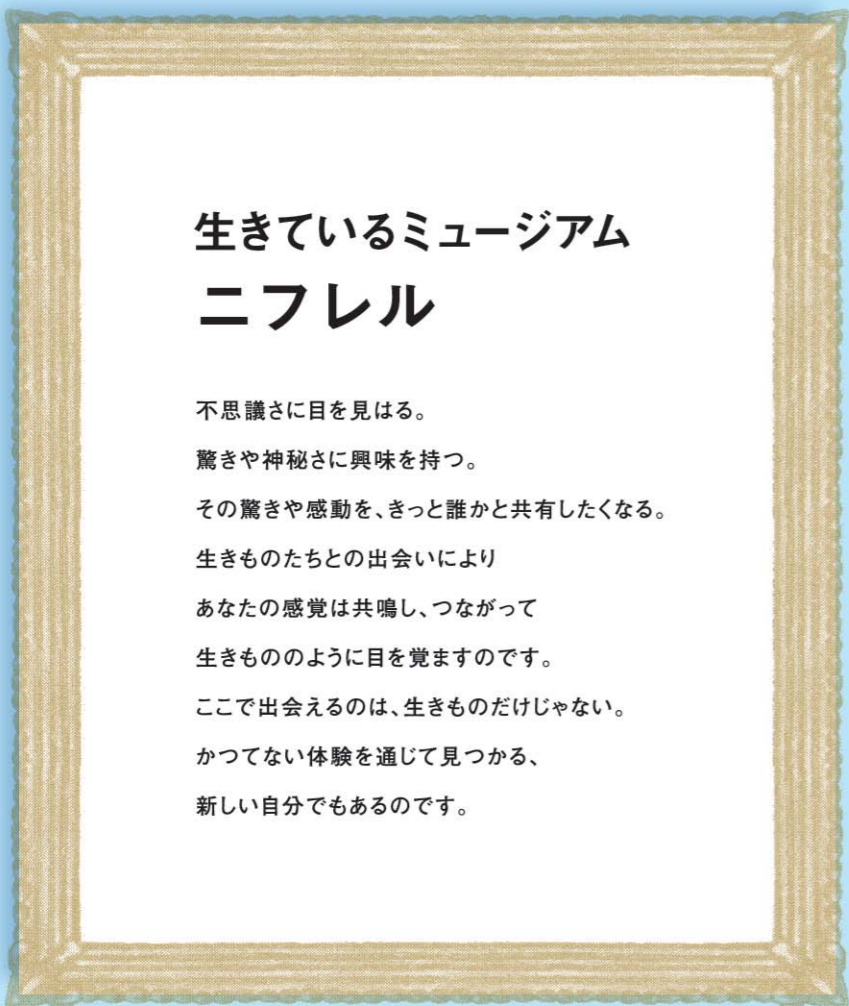 生きているミュージアム
ニフレル
不思議さに目を見はる。
驚きや神秘さに興味を持つ。
その驚きや感動を、きっと誰かと共有したくなる。
生きものたちとの出会いにより
あなたの感覚は共鳴し、つながって
生きもののように目を覚ますのです。
ここで出会えるのは、生きものだけじゃない。
かつてない体験を通じて見つかる、
新しい自分でもあるのです。